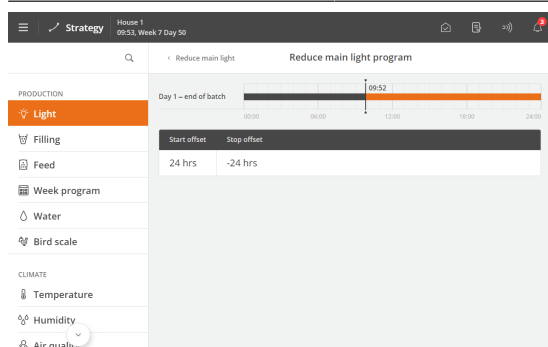 Strategy
House 1
09:53, Week 7 Day 50
3
Reduce main light
Reduce main light program
PRODUCTION
Light
Filling
Feed
Week program
Water
Bird scale
CLIMATE
Temperature
Humidity
Air quality
Day 1 – end of batch
09:52
00:00 06:00 12:00 18:00 24:00
Start offset Stop offset
24 hrs -24 hrs